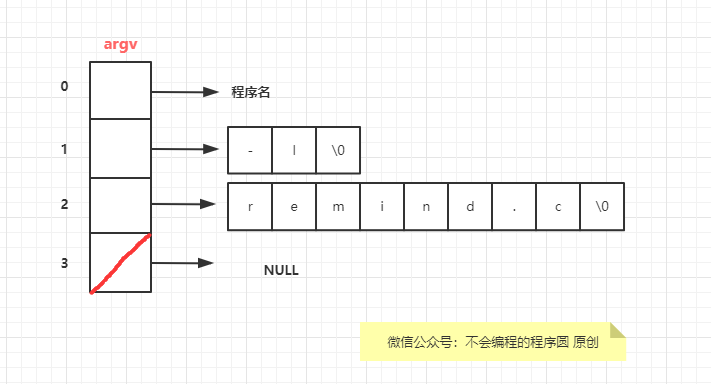 argv
0
程序名
1
- l \0
2
r e m i n d . c \0
3
NULL
微信公众号：不会编程的程序圆 原创